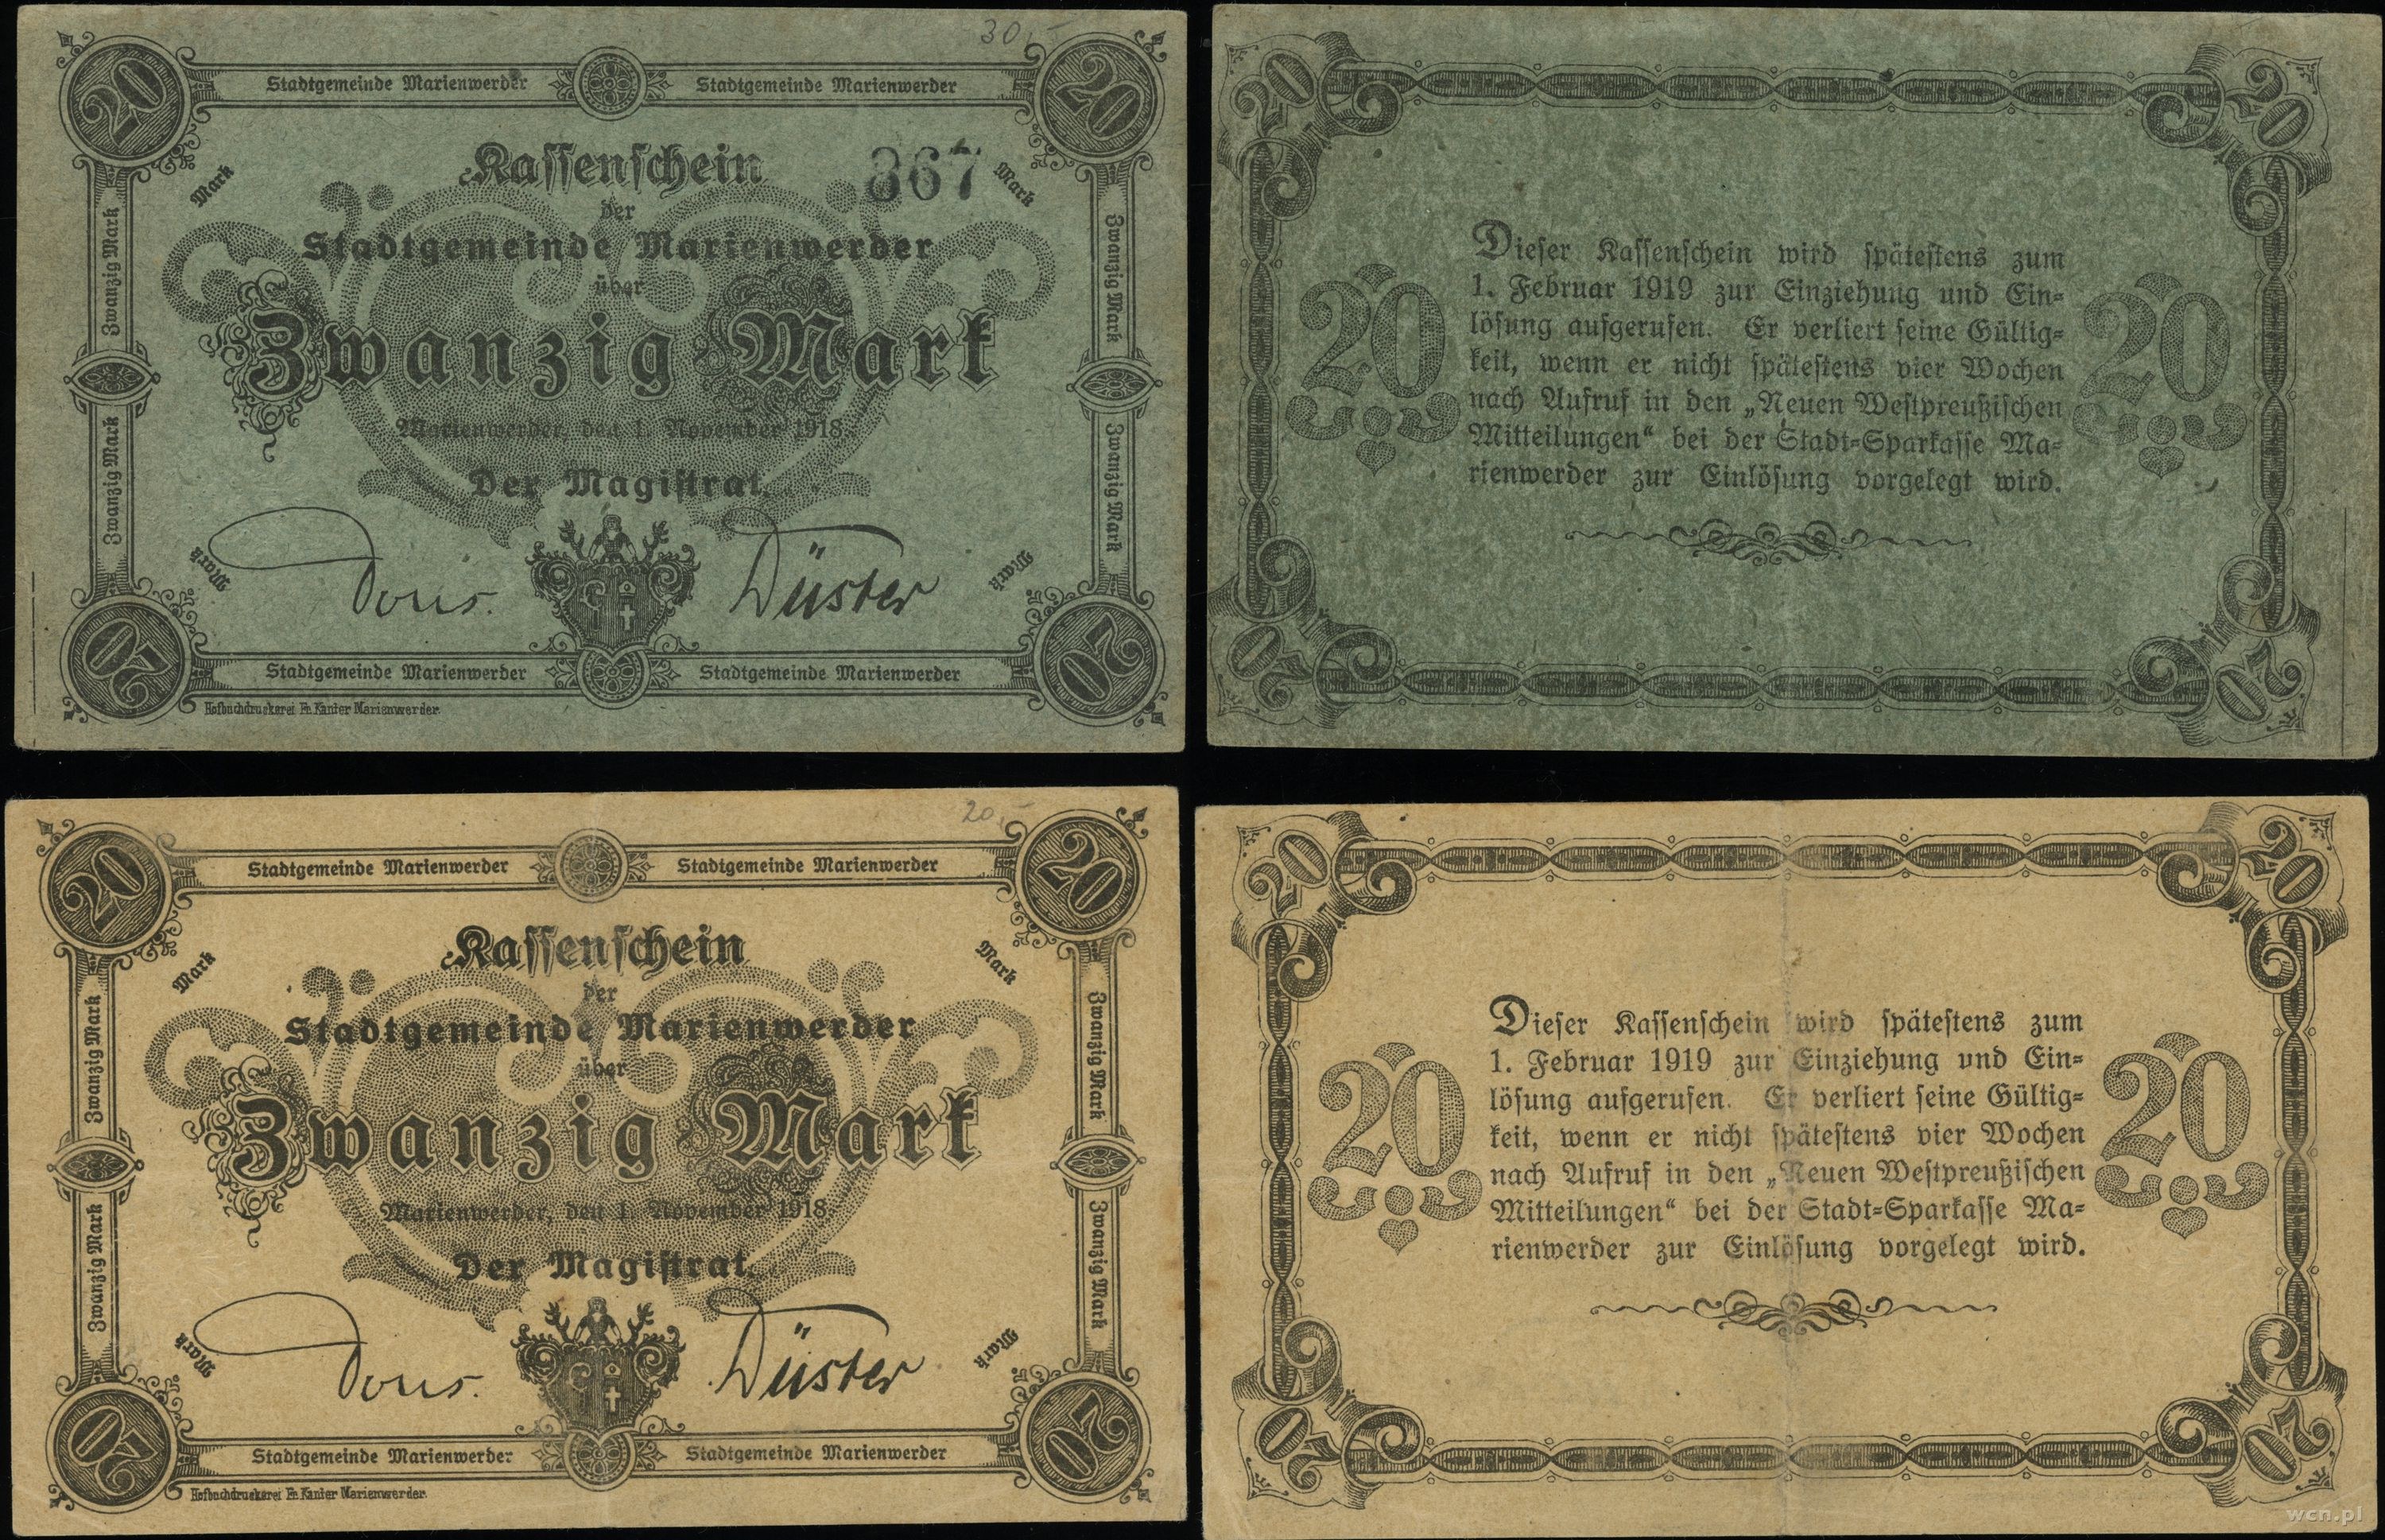 30,-
20 Stadtgemeinde Marienwerder Stadtgemeinde Marienwerder 20
Mark Kassenschein 367 Mark
der
Stadtgemeinde Marienwerder
über
Zwanzig Mark
Marienwerder, den 1. November 1918.
Der Magistrat.
Mark Düster Mark
Zwanzig Mark Zwanzig Mark
Zwanzig Mark Zwanzig Mark
20 Stadtgemeinde Marienwerder Stadtgemeinde Marienwerder 20
Hofbuchdruckerei Fr. Kanter Marienwerder.
20 20
Dieser Kassenschein wird spätestens zum
1. Februar 1919 zur Einziehung und Ein=
lösung aufgerufen. Er verliert seine Gültig=
keit, wenn er nicht spätestens vier Wochen
nach Aufruf in den „Neuen Westpreußischen
Mitteilungen“ bei der Stadt=Sparkasse Ma=
rienwerder zur Einlösung vorgelegt wird.
20 20
20 20
20,-
20 Stadtgemeinde Marienwerder Stadtgemeinde Marienwerder 20
Mark Kassenschein Mark
der
Stadtgemeinde Marienwerder
über
Zwanzig Mark
Marienwerder, den 1. November 1918.
Der Magistrat.
Mark Düster Mark
Zwanzig Mark Zwanzig Mark
Zwanzig Mark Zwanzig Mark
20 Stadtgemeinde Marienwerder Stadtgemeinde Marienwerder 20
Hofbuchdruckerei Fr. Kanter Marienwerder.
20 20
Dieser Kassenschein wird spätestens zum
1. Februar 1919 zur Einziehung und Ein=
lösung aufgerufen. Er verliert seine Gültig=
keit, wenn er nicht spätestens vier Wochen
nach Aufruf in den „Neuen Westpreußischen
Mitteilungen“ bei der Stadt=Sparkasse Ma=
rienwerder zur Einlösung vorgelegt wird.
20 20
20 20
wcn.pl